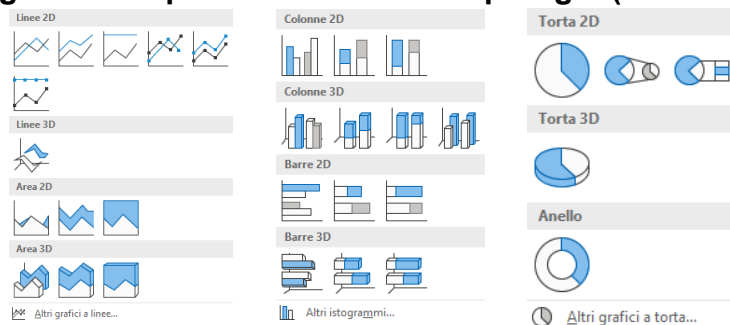 Linee 2D
Linee 3D
Area 2D
Area 3D
Altri grafici a linee...
Colonne 2D
Colonne 3D
Barre 2D
Barre 3D
Altri istogrammi...
Torta 2D
Torta 3D
Anello
Altri grafici a torta...